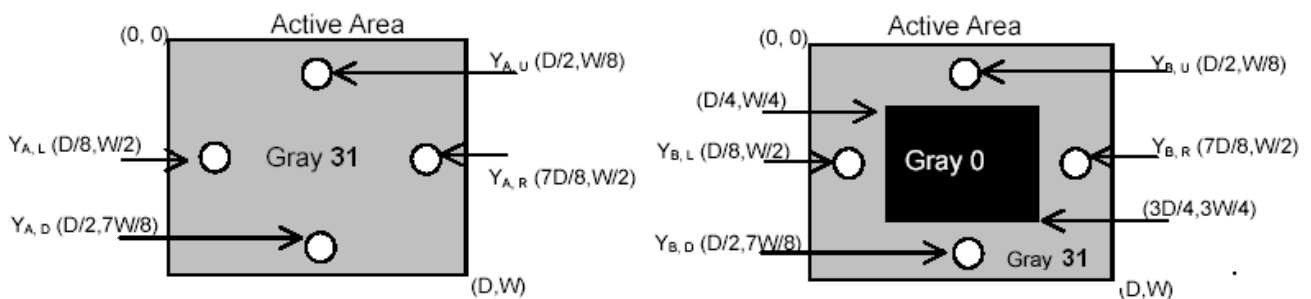 Active Area
(0, 0)
YA, U (D/2,W/8)
YA, L (D/8,W/2)
Gray 31
YA, R (7D/8,W/2)
YA, D (D/2,7W/8)
(D,W)
Active Area
(0, 0)
YB, U (D/2,W/8)
(D/4,W/4)
YB, L (D/8,W/2)
Gray 0
YB, R (7D/8,W/2)
(3D/4,3W/4)
YB, D (D/2,7W/8)
Gray 31
(D,W)